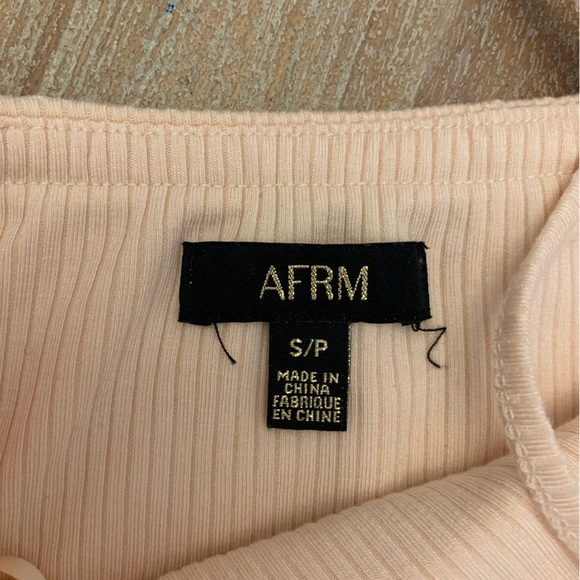 AFRM
S/P
MADE IN
CHINA
FABRIQUE
EN CHINE